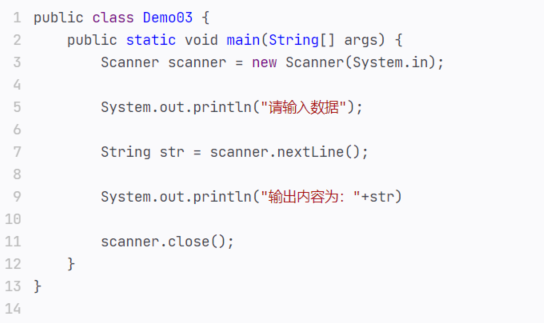 1 public class Demo03 {
2     public static void main(String[] args) {
3         Scanner scanner = new Scanner(System.in);
4
5         System.out.println("请输入数据");
6
7         String str = scanner.nextLine();
8
9         System.out.println("输出内容为："+str)
10
11         scanner.close();
12     }
13 }
14